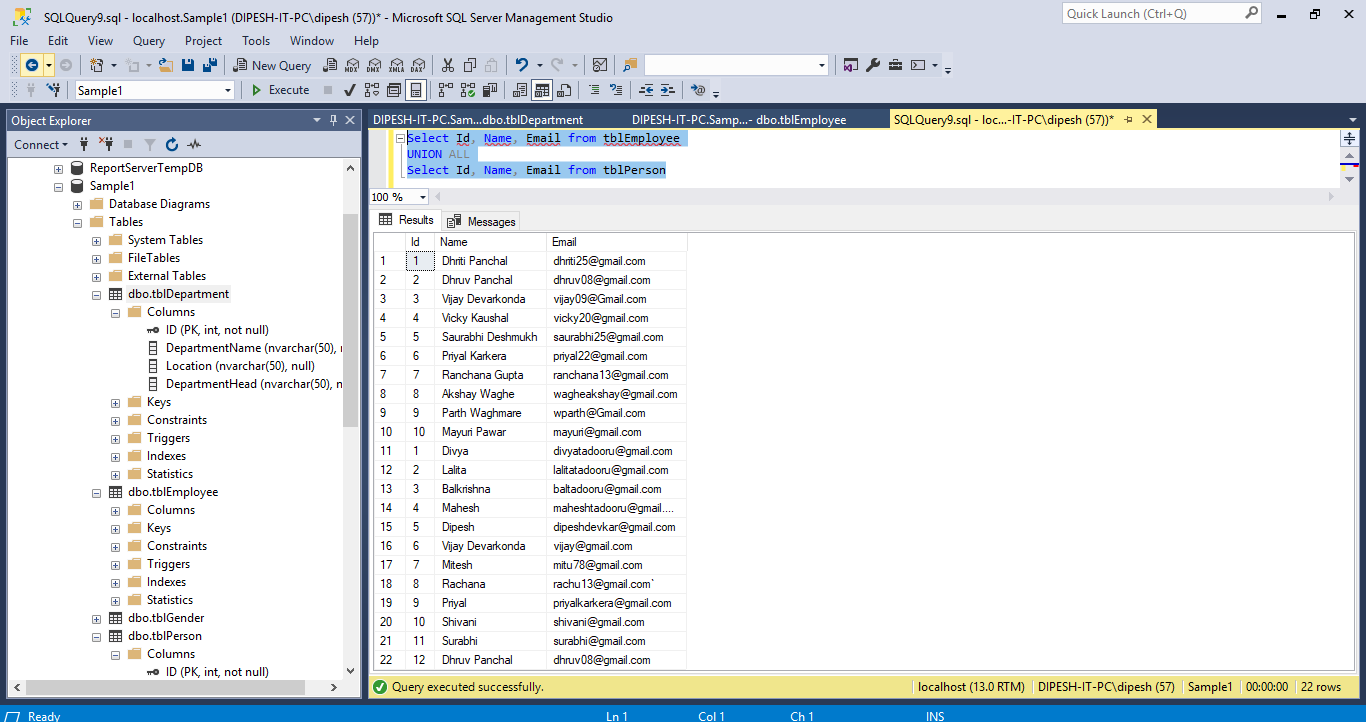 SQLQuery9.sql - localhost.Sample1 (DIPESH-IT-PC\dipesh (57))* - Microsoft SQL Server Management Studio
Quick Launch (Ctrl+Q)
File Edit View Query Project Tools Window Help
New Query MDX DMX XMLA DAX
Sample1 Execute
Object Explorer
Connect
ReportServerTempDB
Sample1
Database Diagrams
Tables
System Tables
FileTables
External Tables
dbo.tblDepartment
Columns
ID (PK, int, not null)
DepartmentName (nvarchar(50), r
Location (nvarchar(50), null)
DepartmentHead (nvarchar(50), n
Keys
Constraints
Triggers
Indexes
Statistics
dbo.tblEmployee
Columns
Keys
Constraints
Triggers
Indexes
Statistics
dbo.tblGender
dbo.tblPerson
Columns
ID (PK, int, not null)
DIPESH-IT-PC.Sam...dbo.tblDepartment DIPESH-IT-PC.Samp...- dbo.tblEmployee SQLQuery9.sql - loc...-IT-PC\dipesh (57))*
Select Id, Name, Email from tblEmployee
UNION ALL
Select Id, Name, Email from tblPerson
100 %
Results Messages
Id Name Email
1 1 Dhriti Panchal dhriti25@gmail.com
2 2 Dhruv Panchal dhruv08@gmail.com
3 3 Vijay Devarkonda vijay09@Gmail.com
4 4 Vicky Kaushal vicky20@gmail.com
5 5 Saurabhi Deshmukh saurabhi25@gmail.com
6 6 Priyal Karkera priyal22@gmail.com
7 7 Ranchana Gupta ranchana13@gmail.com
8 8 Akshay Waghe wagheakshay@gmail.com
9 9 Parth Waghmare wparth@Gmail.com
10 10 Mayuri Pawar mayuri@gmail.com
11 1 Divya divyatadooru@gmail.com
12 2 Lalita lalitatadooru@gmail.com
13 3 Balkrishna baltadooru@gmail.com
14 4 Mahesh maheshtadooru@gmail....
15 5 Dipesh dipeshdevkar@gmail.com
16 6 Vijay Devarkonda vijay@gmail.com
17 7 Mitesh mitu78@gmail.com
18 8 Rachana rachu13@gmail.com`
19 9 Priyal priyalkarkera@gmail.com
20 10 Shivani shivani@gmail.com
21 11 Surabhi surabhi@gmail.com
22 12 Dhruv Panchal dhruv08@gmail.com
Query executed successfully. localhost (13.0 RTM) DIPESH-IT-PC\dipesh (57) Sample1 00:00:00 22 rows
Ready Ln 1 Col 1 Ch 1 INS